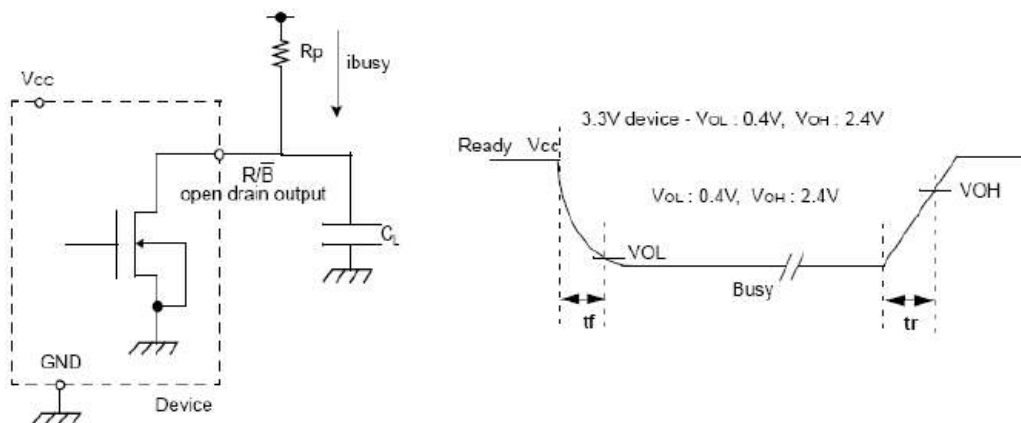 Rp
ibusy
Vcc
R/B̅
open drain output
CL
GND
Device
3.3V device - VOL : 0.4V, VOH : 2.4V
Ready Vcc
VOL : 0.4V, VOH : 2.4V
VOH
VOL
Busy
tf
tr